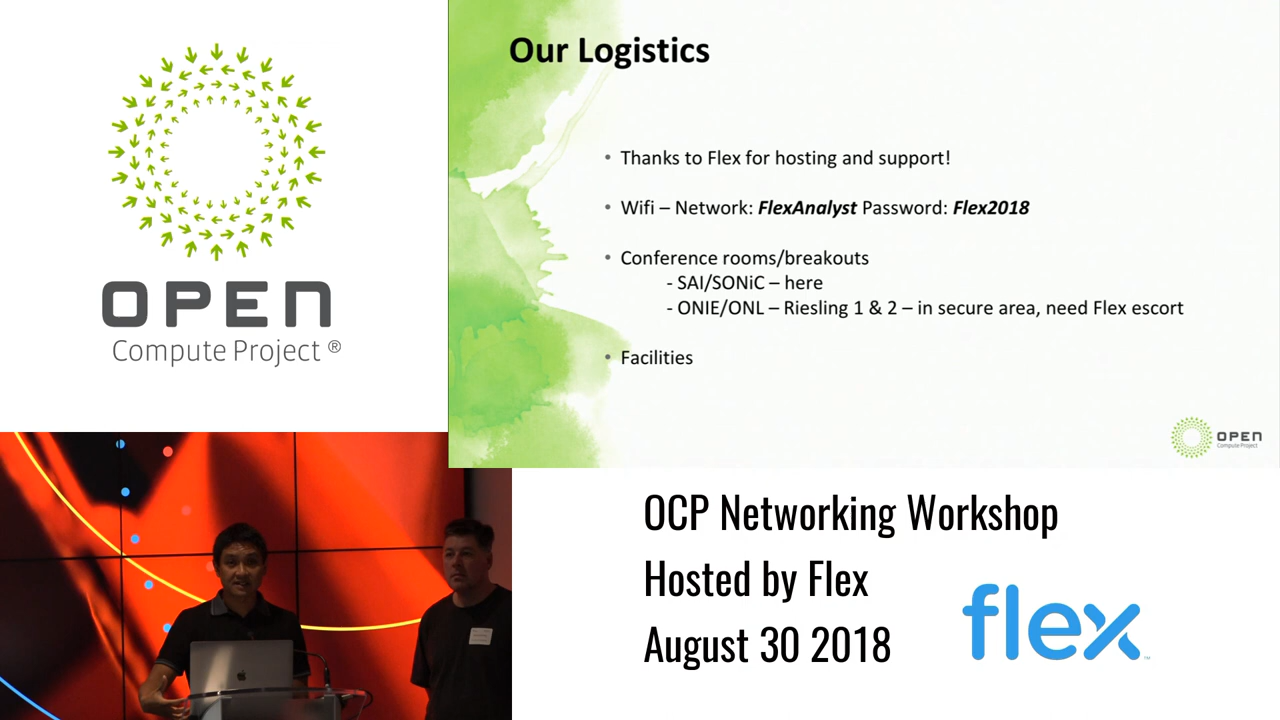 OPEN
Compute Project ®
Our Logistics
• Thanks to Flex for hosting and support!
• Wifi – Network: FlexAnalyst Password: Flex2018
• Conference rooms/breakouts
- SAI/SONiC – here
- ONIE/ONL – Riesling 1 & 2 – in secure area, need Flex escort
• Facilities
OPEN
Compute Project
OCP Networking Workshop
Hosted by Flex
August 30 2018
flex